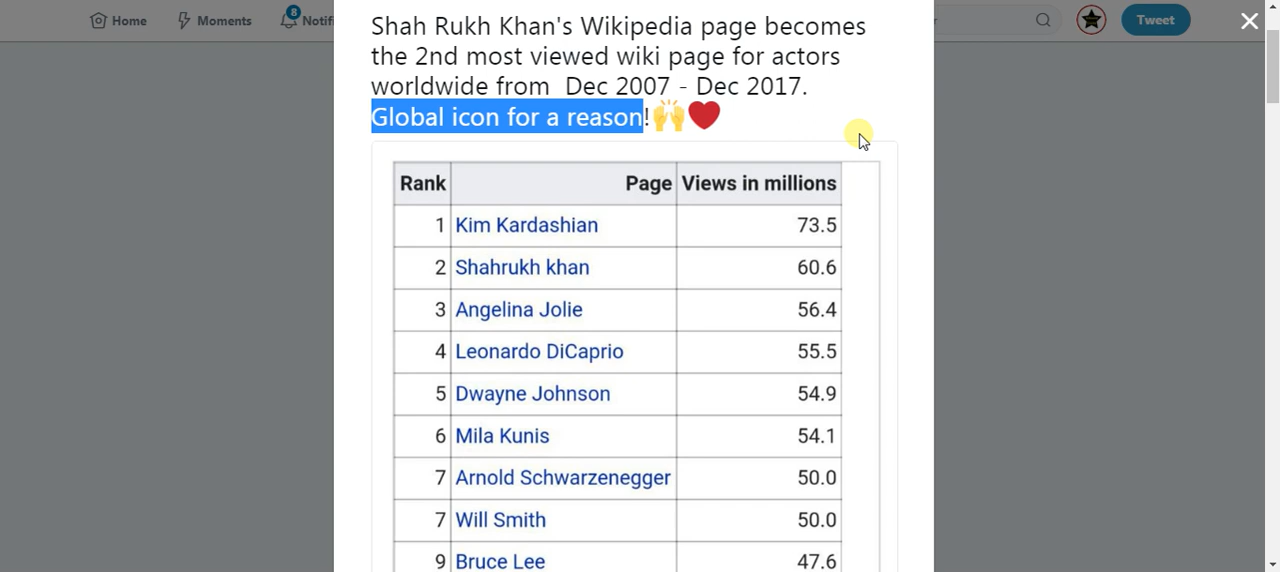 Home Moments 8 Notifi Tweet
Shah Rukh Khan's Wikipedia page becomes
the 2nd most viewed wiki page for actors
worldwide from Dec 2007 - Dec 2017.
Global icon for a reason!🙌❤️
Rank Page Views in millions
1 Kim Kardashian 73.5
2 Shahrukh khan 60.6
3 Angelina Jolie 56.4
4 Leonardo DiCaprio 55.5
5 Dwayne Johnson 54.9
6 Mila Kunis 54.1
7 Arnold Schwarzenegger 50.0
7 Will Smith 50.0
9 Bruce Lee 47.6